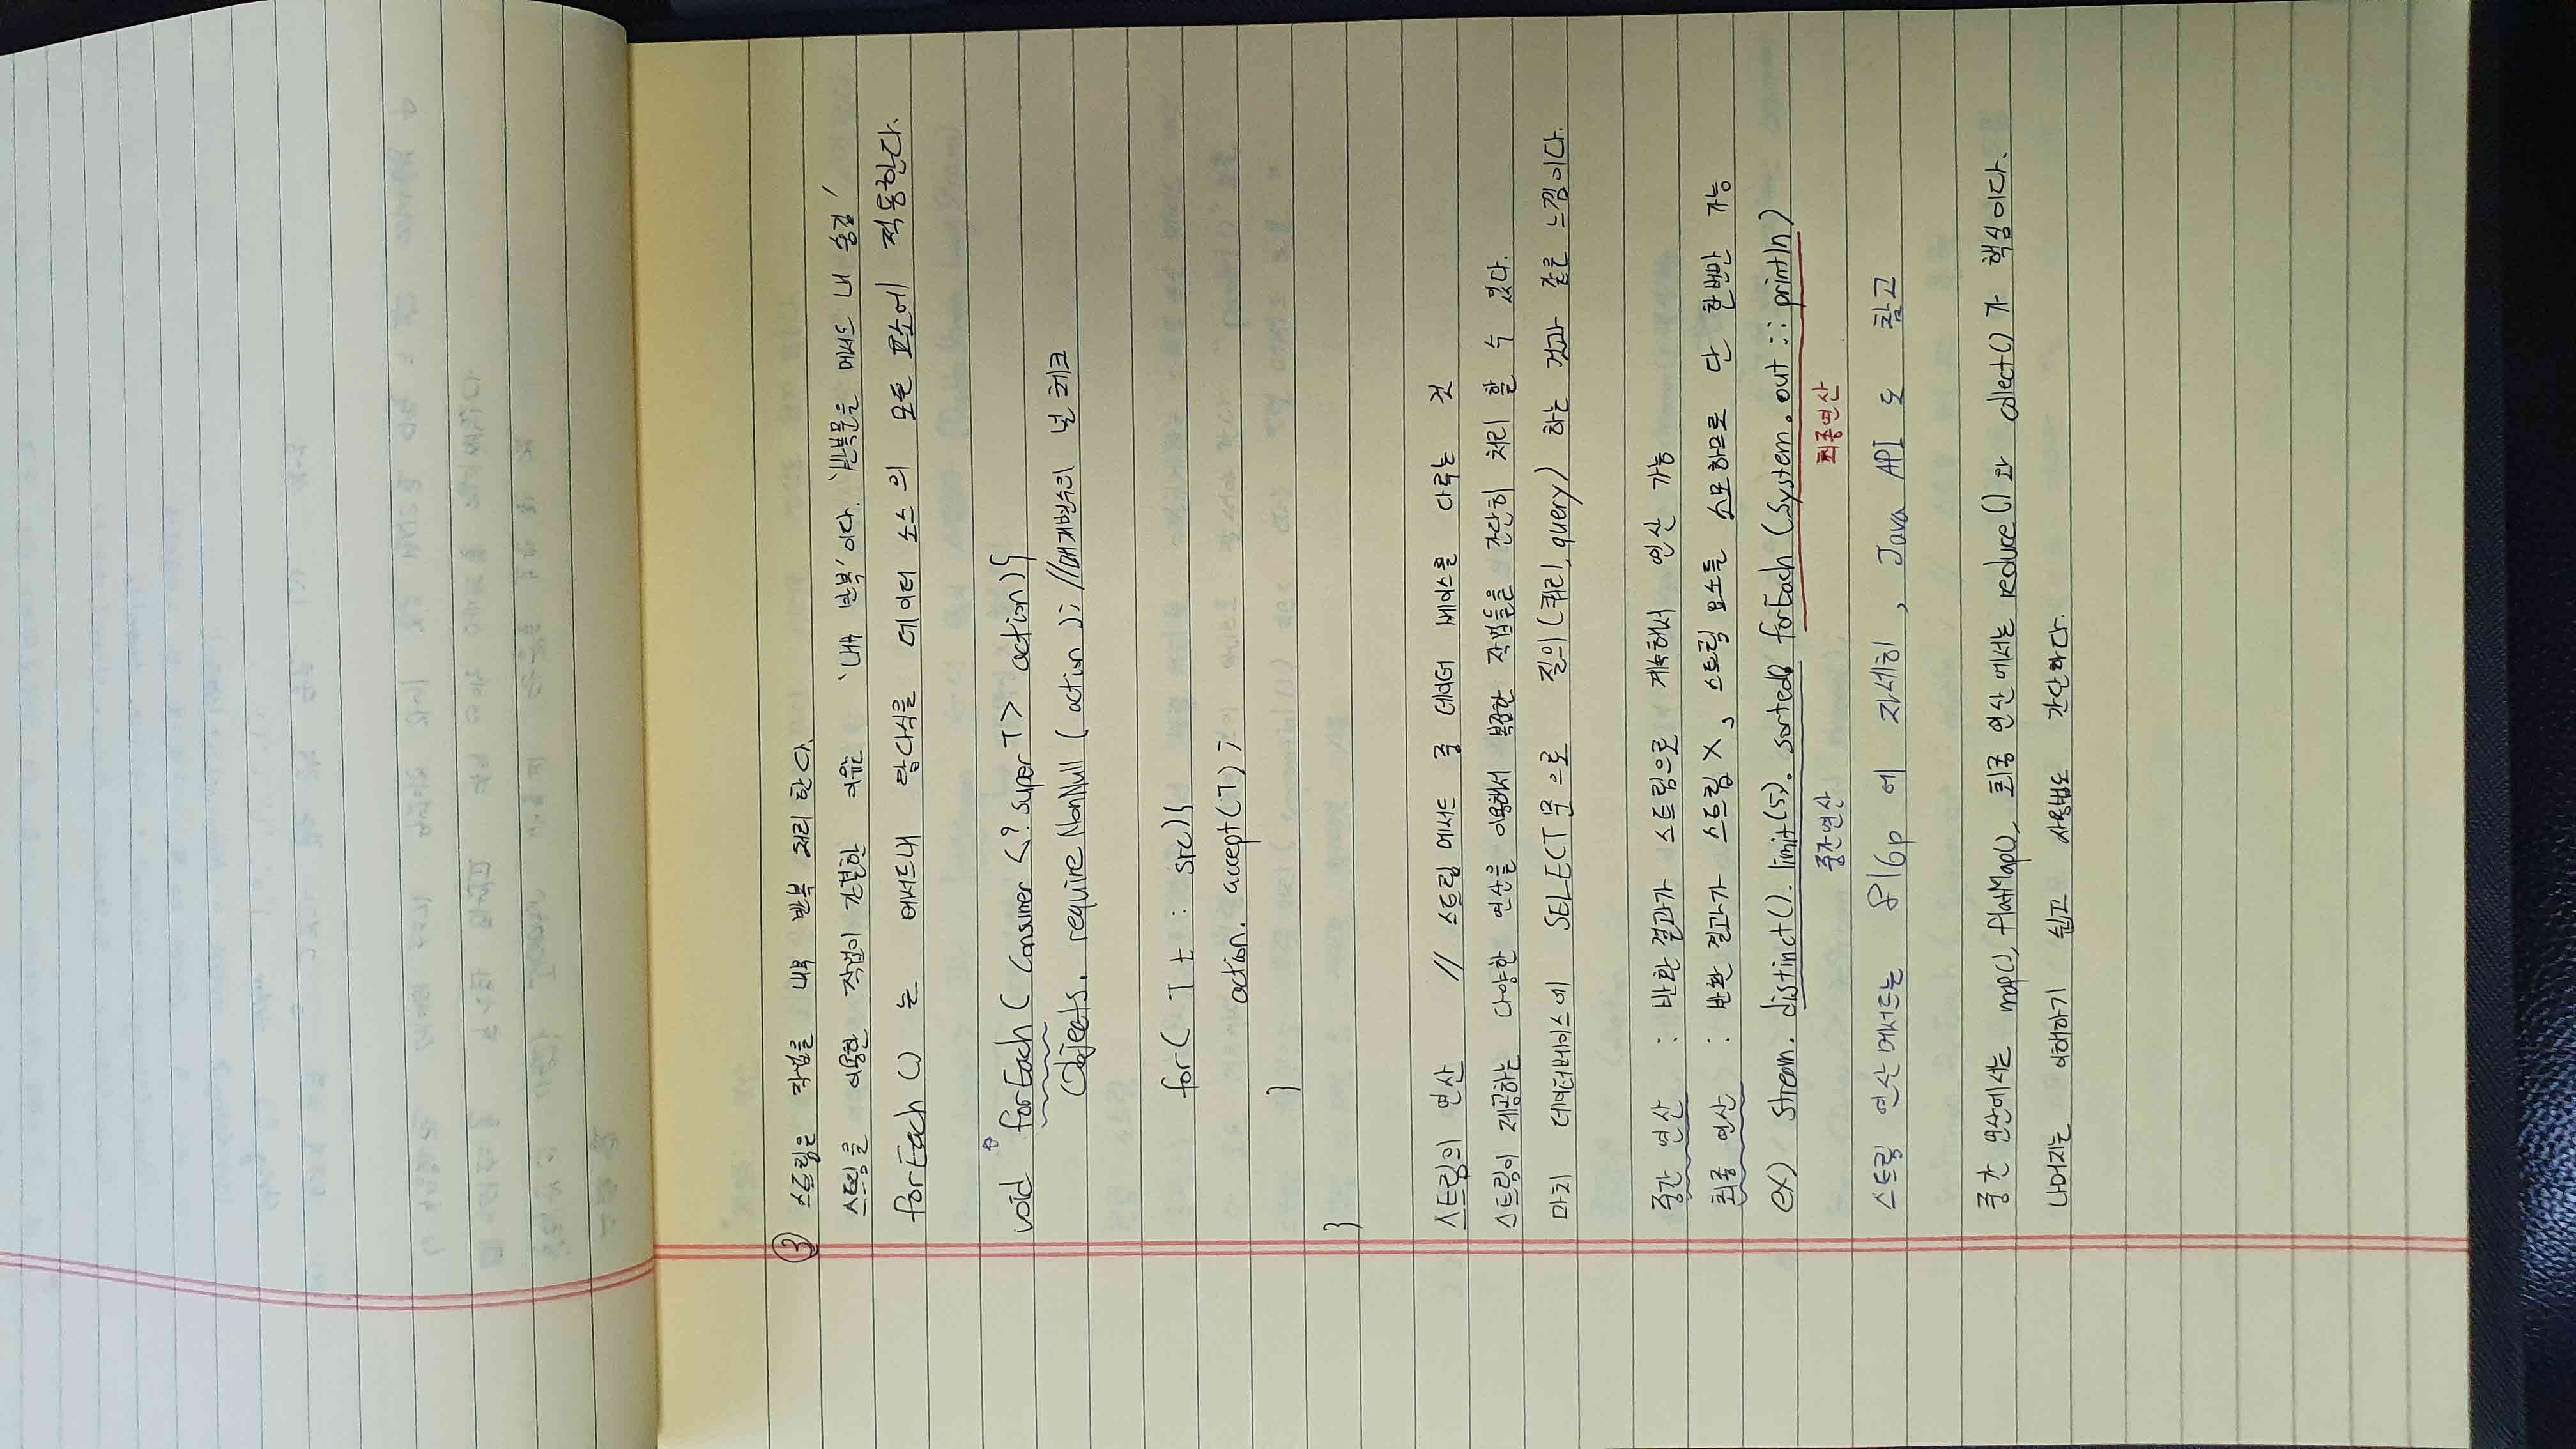 ③ 스트림은 작업을 내부 반복 처리 한다.
스트림을 이용한 작업이 간결한 이유는 '내부 반복'이다. '반복문을 메서드 내 숨김'
forEach() 는 메서드내 람다식을 데이터 소스의 모든 요소에 적용한다.
void forEach ( Consumer <? super T> action){
Objects. requireNonNull ( action ); //매개변수의 널 체크
for( T t : src){
action. accept(T);
}
}
스트림의 연산 // 스트림 메서드 중 데이터 베이스를 다루는 것
스트림이 제공하는 다양한 연산을 이용해서 복잡한 작업들을 간단히 처리 할 수 있다.
마치 데이터베이스에 SELECT문으로 질의(쿼리, query) 하는 것과 같은 느낌이다.
중간 연산 : 반환 결과가 스트림으로 계속해서 연산 가능
최종 연산 : 반환 결과가 스트림 X, 스트림 요소를 소모하므로 단 한번만 가능
ex) stream. distinct(). limit(5). sorted() forEach (System.out :: println)
중간연산 최종연산
스트림 연산 메서드는 816p 에 자세히, Java API 도 참고
중간 연산에서는 map(), flatMap(), 최종 연산에서는 reduce() 와 collect() 가 핵심이다.
나머지는 이해하기 쉽고 사용법도 간단하다.